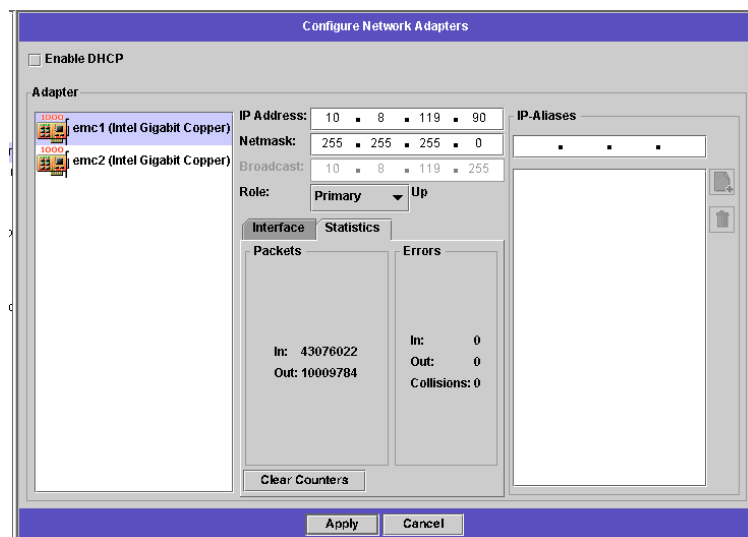 Configure Network Adapters
Enable DHCP
Adapter
1000
emc1 (Intel Gigabit Copper)
1000
emc2 (Intel Gigabit Copper)
IP Address: 10 . 8 . 119 . 90
Netmask: 255 . 255 . 255 . 0
Broadcast: 10 . 8 . 119 . 255
Role: Primary Up
Interface Statistics
Packets
In: 43076022
Out: 10009784
Errors
In: 0
Out: 0
Collisions: 0
Clear Counters
IP-Aliases
. . .
Apply Cancel